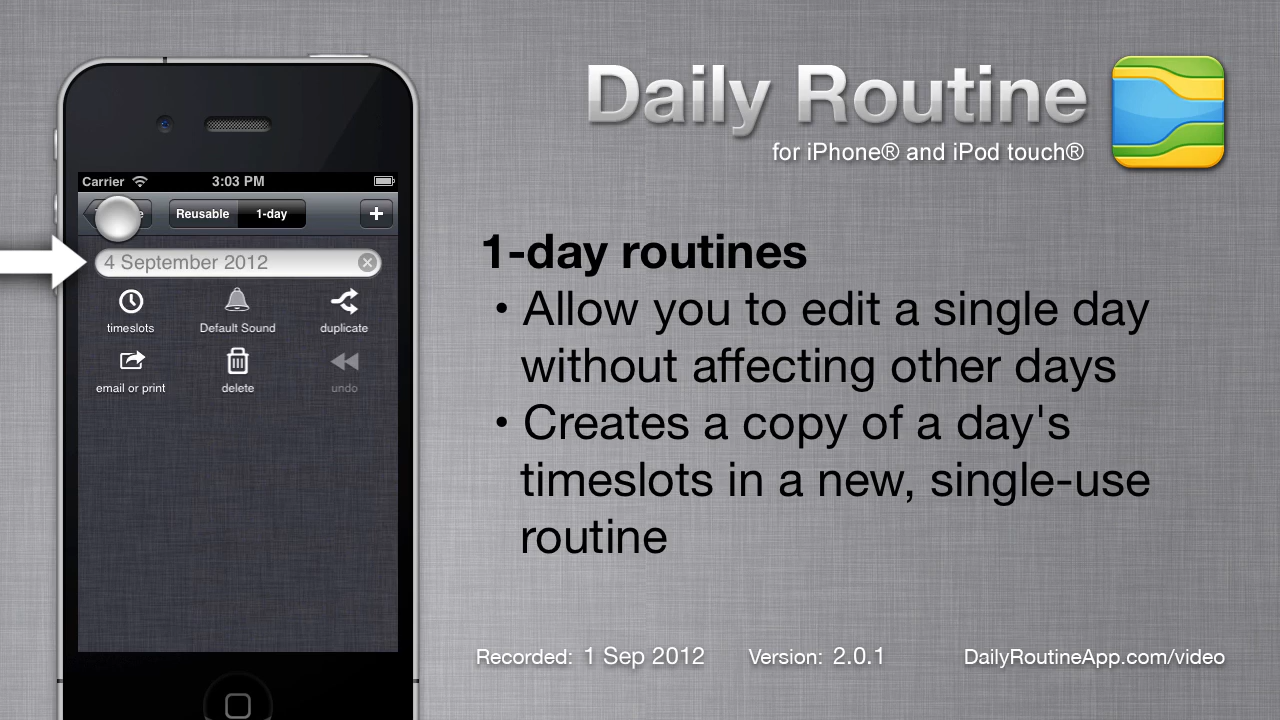 Daily Routine
for iPhone® and iPod touch®
Carrier 3:03 PM
Reusable 1-day +
4 September 2012
timeslots Default Sound duplicate
email or print delete undo
1-day routines
• Allow you to edit a single day
without affecting other days
• Creates a copy of a day's
timeslots in a new, single-use
routine
Recorded: 1 Sep 2012 Version: 2.0.1 DailyRoutineApp.com/video